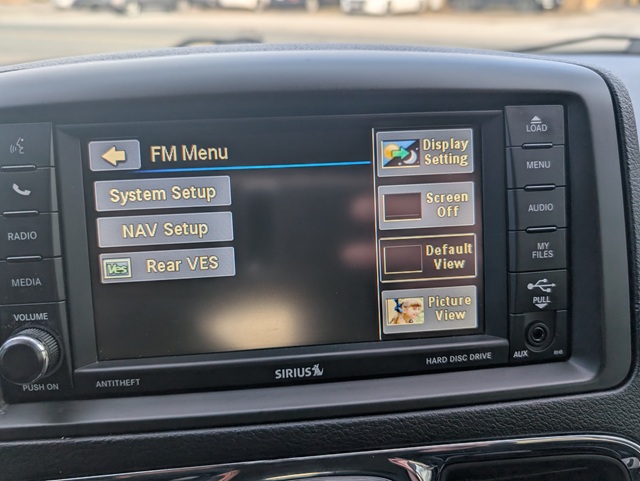 FM Menu
System Setup
NAV Setup
Ves Rear VES
Display
Setting
Screen
Off
Default
View
Picture
View
RADIO
MEDIA
VOLUME
PUSH ON
ANTITHEFT
SIRIUS
HARD DISC DRIVE
LOAD
MENU
AUDIO
MY
FILES
PULL
AUX